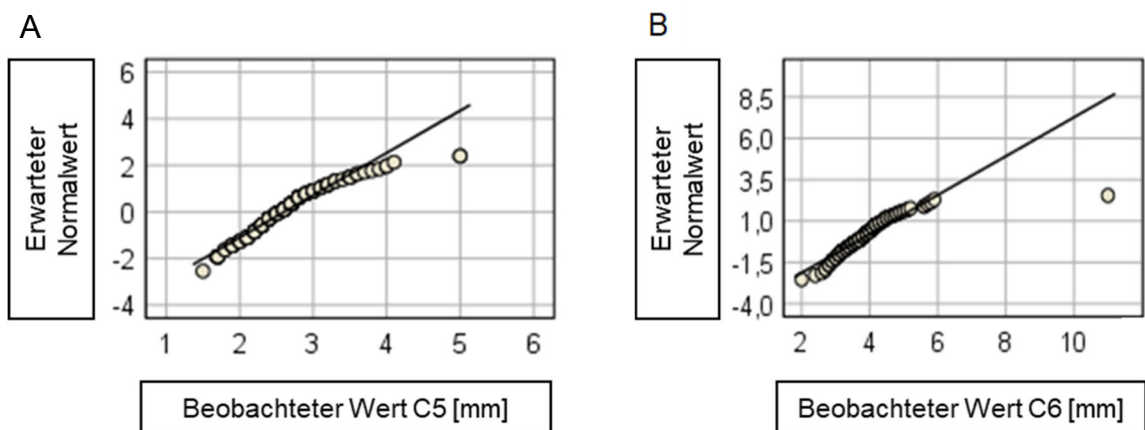 A
Erwarteter
Normalwert
6
4
2
0
-2
-4
1 2 3 4 5 6
Beobachteter Wert C5 [mm]
B
Erwarteter
Normalwert
8,5
6,0
3,5
1,0
-1,5
-4,0
2 4 6 8 10
Beobachteter Wert C6 [mm]